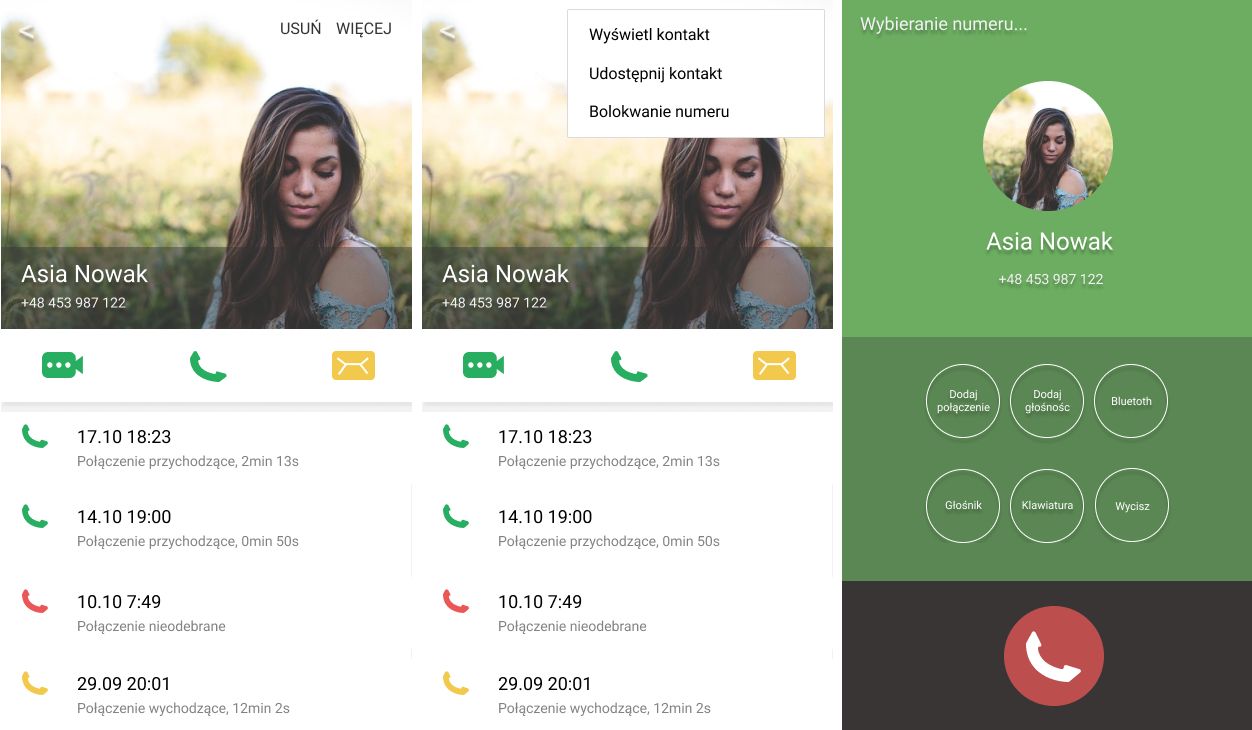 <
USUŃ WIĘCEJ
Asia Nowak
+48 453 987 122
17.10 18:23
Połączenie przychodzące, 2min 13s
14.10 19:00
Połączenie przychodzące, 0min 50s
10.10 7:49
Połączenie nieodebrane
29.09 20:01
Połączenie wychodzące, 12min 2s
<
Wyświetl kontakt
Udostępnij kontakt
Bolokwanie numeru
Asia Nowak
+48 453 987 122
17.10 18:23
Połączenie przychodzące, 2min 13s
14.10 19:00
Połączenie przychodzące, 0min 50s
10.10 7:49
Połączenie nieodebrane
29.09 20:01
Połączenie wychodzące, 12min 2s
Wybieranie numeru...
Asia Nowak
+48 453 987 122
Dodaj
połączenie
Dodaj
głośnośc
Bluetoth
Głośnik
Klawiatura
Wycisz